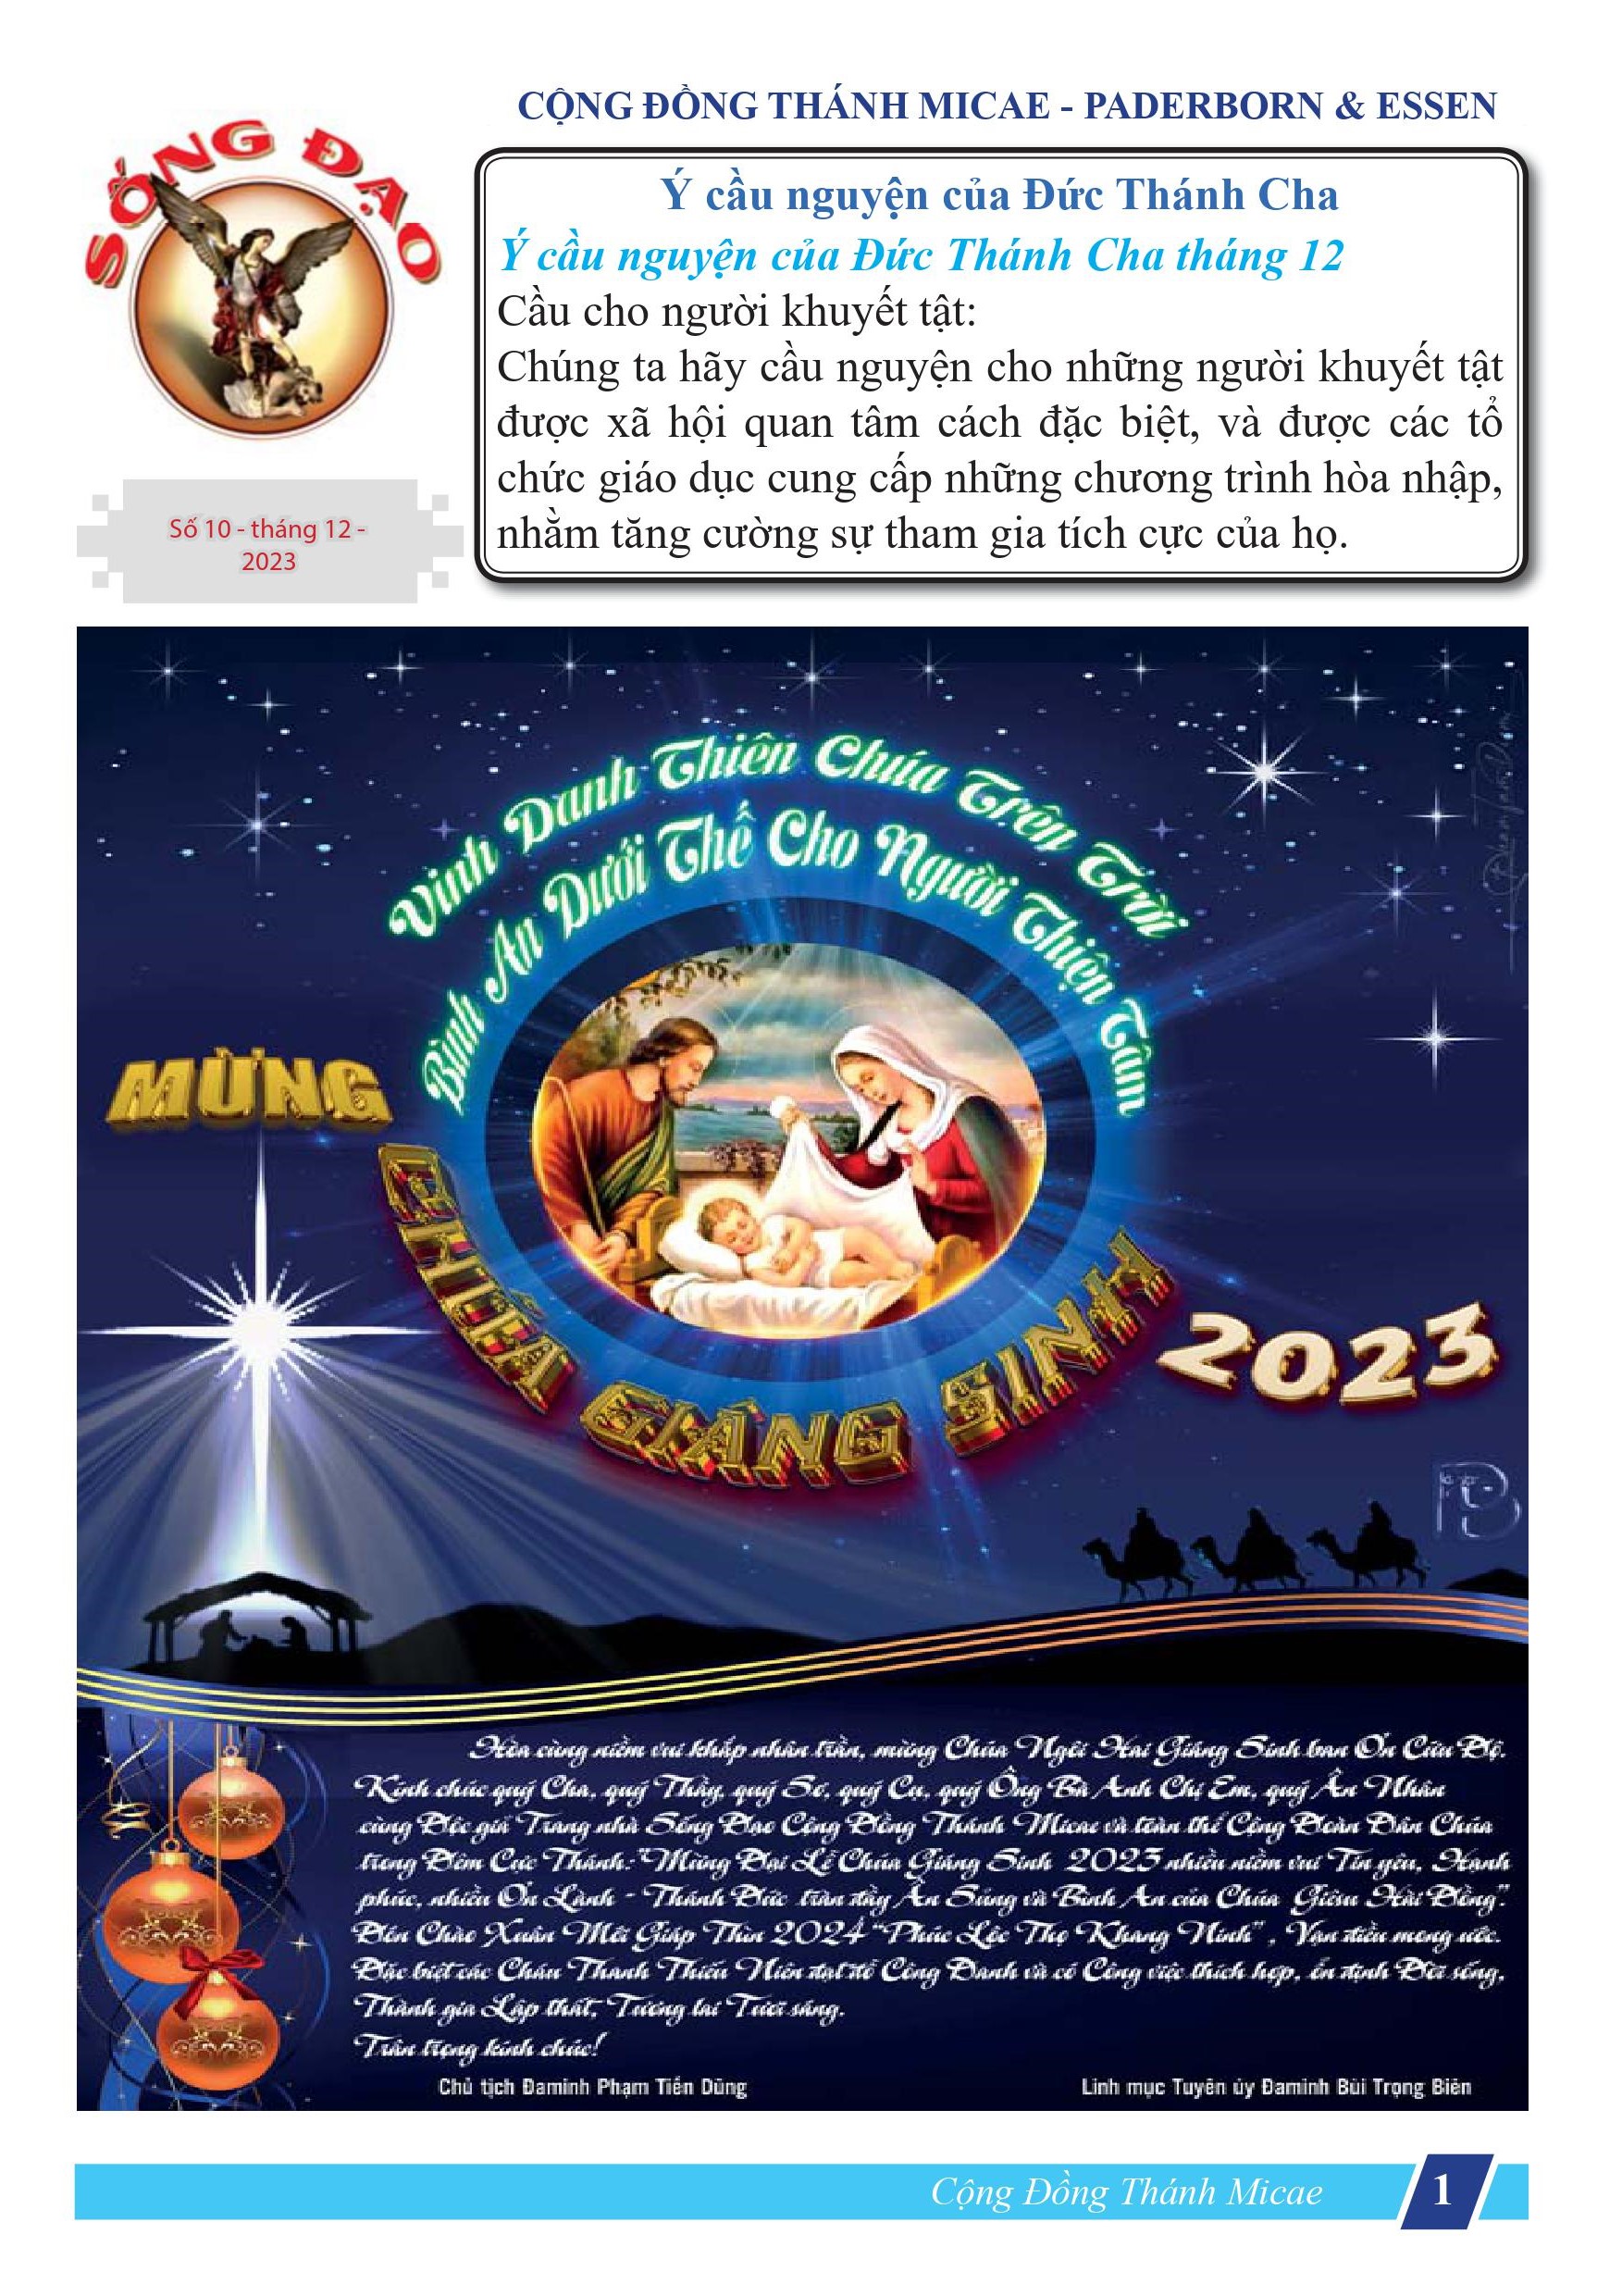 CỘNG ĐỒNG THÁNH MICAE - PADERBORN & ESSEN
SỐNG ĐẠO
Số 10 - tháng 12 -
2023
Ý cầu nguyện của Đức Thánh Cha
Ý cầu nguyện của Đức Thánh Cha tháng 12
Cầu cho người khuyết tật:
Chúng ta hãy cầu nguyện cho những người khuyết tật
được xã hội quan tâm cách đặc biệt, và được các tổ
chức giáo dục cung cấp những chương trình hòa nhập,
nhằm tăng cường sự tham gia tích cực của họ.
Vinh Danh Thiên Chúa Trên Trời
Bình An Dưới Thế Cho Người Thiện Tâm
MỪNG
CHÚA GIÁNG SINH
2023
Hòa cùng niềm vui khắp nhân trần, mừng Chúa Ngôi Hai Giáng Sinh ban Ơn Cứu Độ.
Kính chúc quý Cha, quý Thầy, quý Sơ, quý Cụ, quý Ông Bà Anh Chị Em, quý Ân Nhân
cùng Độc giả Trang nhà Sống Đạo Cộng Đồng Thánh Micae và toàn thể Cộng Đoàn Dân Chúa
trong Đêm Cực Thánh: "Mừng Đại Lễ Chúa Giáng Sinh 2023 nhiều niềm vui Tin yêu, Hạnh
phúc, nhiều Ơn Lành - Thánh Đức tràn đầy Ân Sủng và Bình An của Chúa Giêsu Hài Đồng".
Đón Chào Xuân Mới Giáp Thìn 2024 "Phúc Lộc Thọ Khang Ninh", Vạn điều mong ước.
Đặc biệt các Cháu Thanh Thiếu Niên đạt đỗ Công Danh và có Công việc thích hợp, ổn định Đời sống,
Thành gia Lập thất, Tương lai Tươi sáng.
Trân trọng kính chúc!
Chủ tịch Đaminh Phạm Tiến Dũng
Linh mục Tuyên úy Đaminh Bùi Trọng Biên
Cộng Đồng Thánh Micae
1